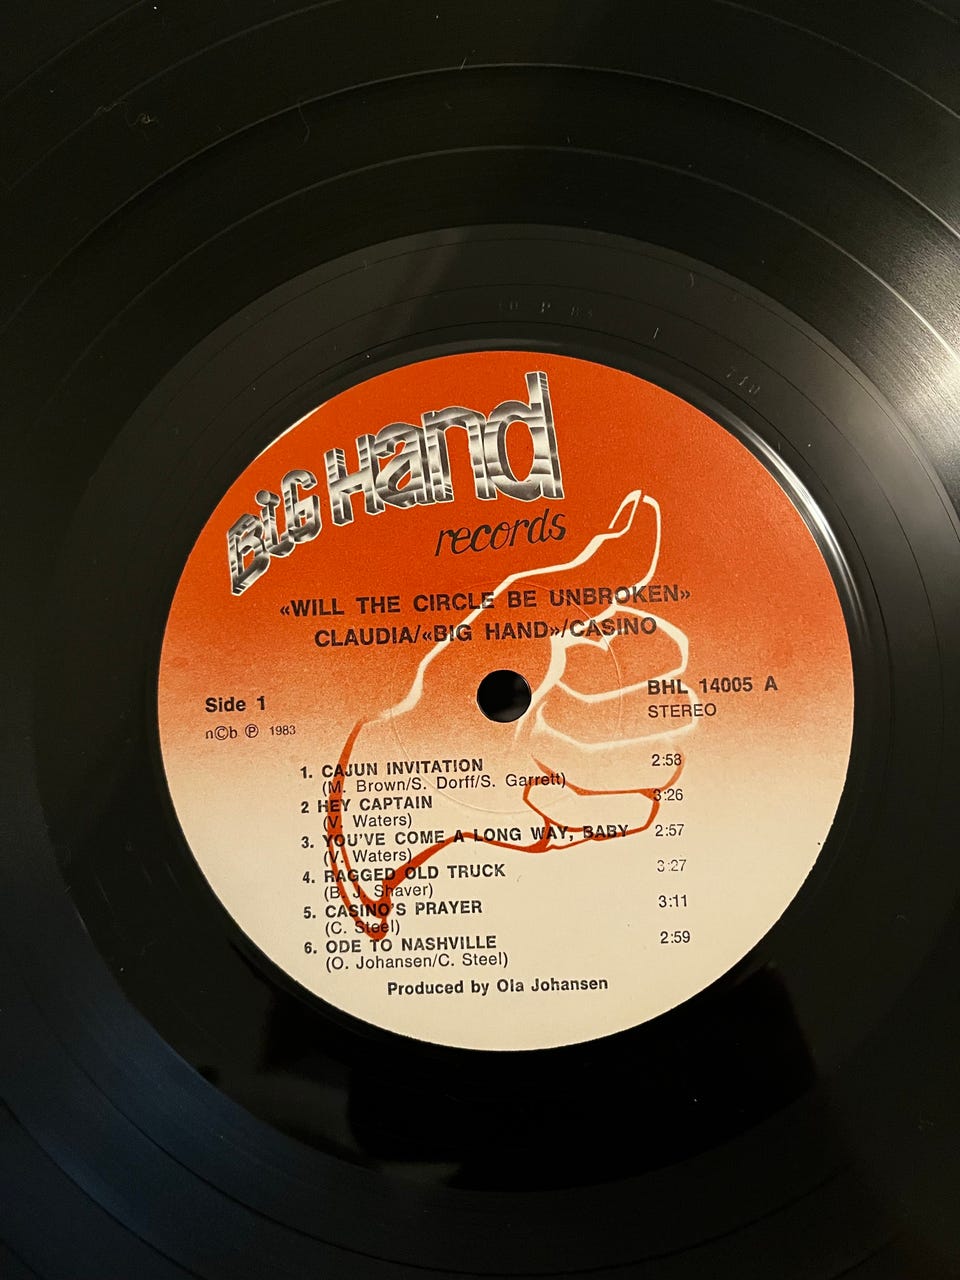 BiG Hand
records
«WILL THE CIRCLE BE UNBROKEN»
CLAUDIA/«BIG HAND»/CASINO
Side 1
BHL 14005 A
n©b ℗ 1983
STEREO
1. CAJUN INVITATION 2:58
(M. Brown/S. Dorff/S. Garrett)
2 HEY CAPTAIN 3:26
(V. Waters)
3. YOU'VE COME A LONG WAY, BABY 2:57
(V. Waters)
4. RAGGED OLD TRUCK 3:27
(B. J. Shaver)
5. CASINO'S PRAYER 3:11
(C. Steel)
6. ODE TO NASHVILLE 2:59
(O. Johansen/C. Steel)
Produced by Ola Johansen